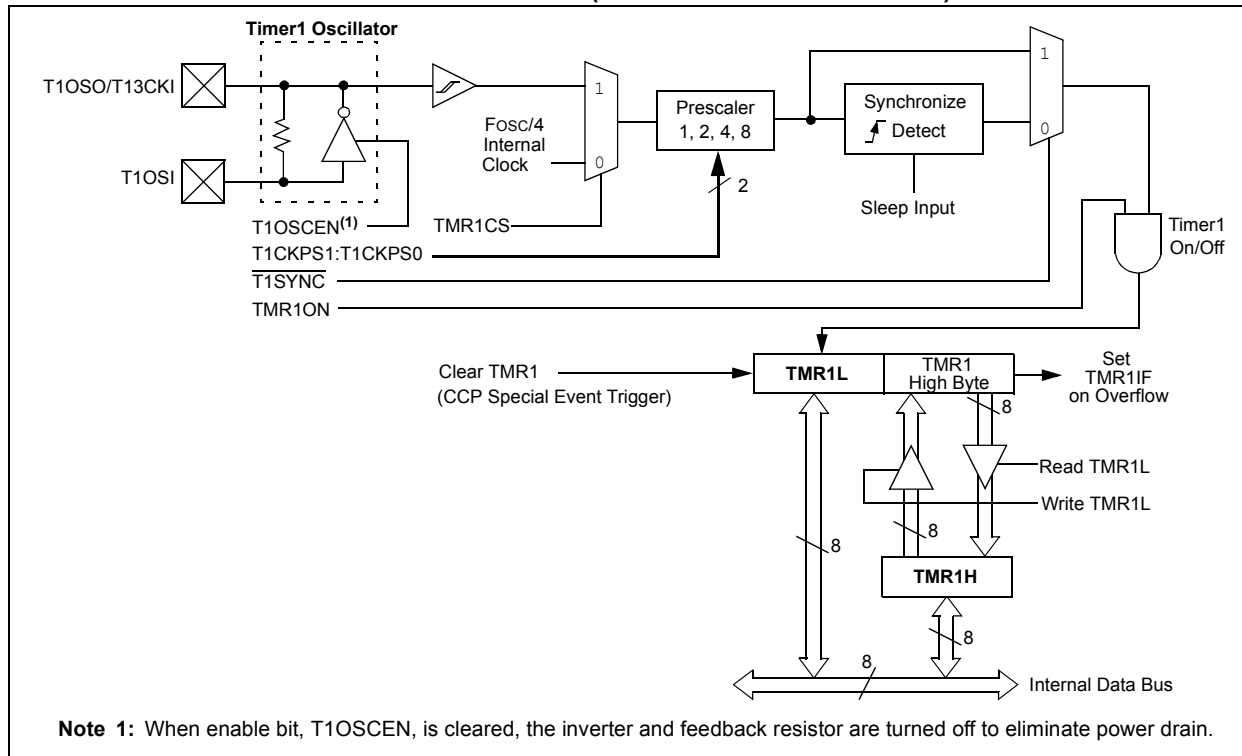 Timer1 Oscillator
T1OSO/T13CKI
T1OSI
1
0
FOSC/4
Internal
Clock
Prescaler
1, 2, 4, 8
2
Synchronize
Detect
Sleep Input
1
0
T1OSCEN(1)
TMR1CS
T1CKPS1:T1CKPS0
T1SYNC
TMR1ON
Timer1
On/Off
Clear TMR1
(CCP Special Event Trigger)
TMR1L
TMR1
High Byte
Set
TMR1IF
on Overflow
8
Read TMR1L
Write TMR1L
8
8
TMR1H
8
8
Internal Data Bus
Note 1: When enable bit, T1OSCEN, is cleared, the inverter and feedback resistor are turned off to eliminate power drain.